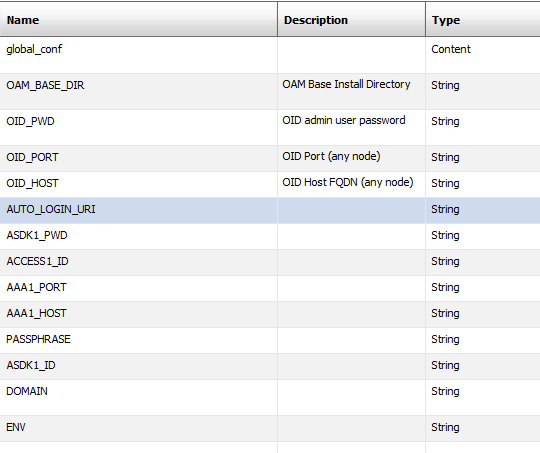 Name Description Type
global_conf Content
OAM_BASE_DIR OAM Base Install Directory String
OID_PWD OID admin user password String
OID_PORT OID Port (any node) String
OID_HOST OID Host FQDN (any node) String
AUTO_LOGIN_URI String
ASDK1_PWD String
ACCESS1_ID String
AAA1_PORT String
AAA1_HOST String
PASSPHRASE String
ASDK1_ID String
DOMAIN String
ENV String